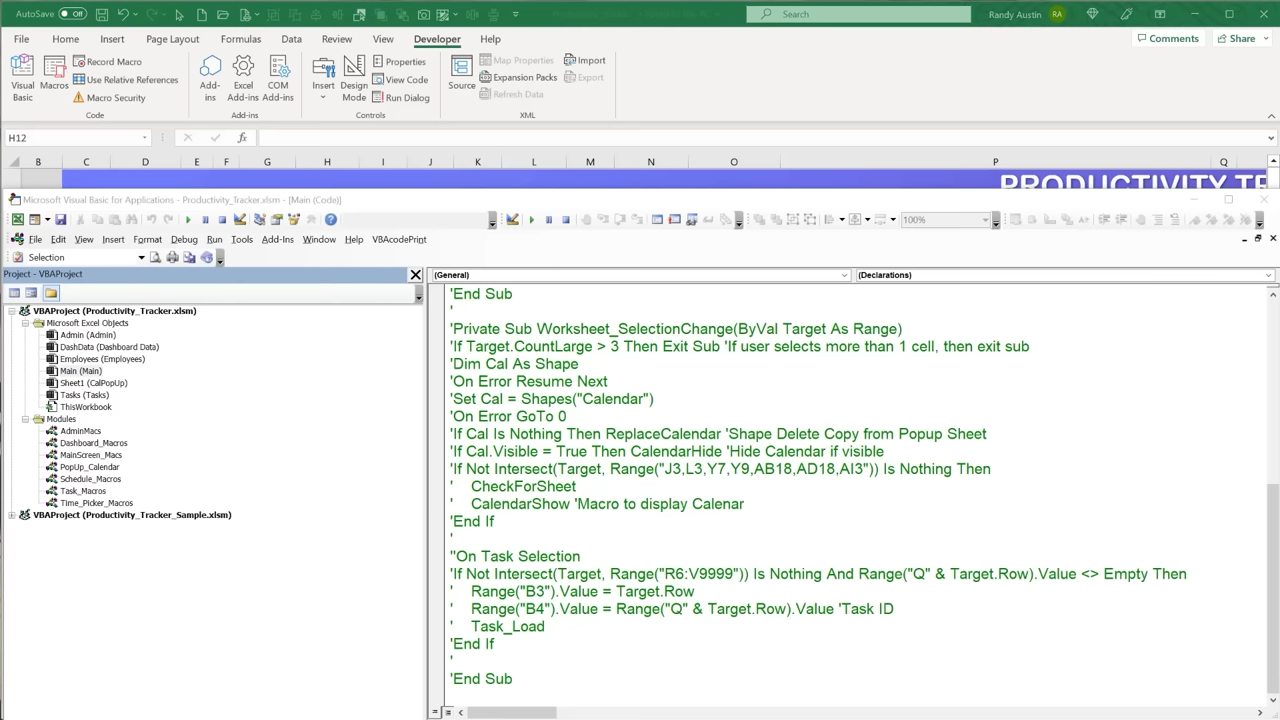 AutoSave Off Search Randy Austin RA
File Home Insert Page Layout Formulas Data Review View Developer Help Comments Share
Visual Basic Macros Record Macro Use Relative References Macro Security
Add-ins Excel Add-ins COM Add-ins
Insert Design Mode Properties View Code Run Dialog
Source Map Properties Expansion Packs Refresh Data Import Export
Code Add-ins Controls XML
H12 fx
B C D E F G H I J K L M N O P Q
PRODUCTIVITY TR
Microsoft Visual Basic for Applications - Productivity_Tracker.xlsm - [Main (Code)]
100%
File Edit View Insert Format Debug Run Tools Add-Ins Window Help VBAcodePrint
Selection
Project - VBAProject
(General) (Declarations)
VBAProject (Productivity_Tracker.xlsm)
Microsoft Excel Objects
Admin (Admin)
DashData (Dashboard Data)
Employees (Employees)
Main (Main)
Sheet1 (CalPopUp)
Tasks (Tasks)
ThisWorkbook
Modules
AdminMacs
Dashboard_Macros
MainScreen_Macs
PopUp_Calendar
Schedule_Macros
Task_Macros
Time_Picker_Macros
VBAProject (Productivity_Tracker_Sample.xlsm)
'End Sub
'
'Private Sub Worksheet_SelectionChange(ByVal Target As Range)
'If Target.CountLarge > 3 Then Exit Sub 'If user selects more than 1 cell, then exit sub
'Dim Cal As Shape
'On Error Resume Next
'Set Cal = Shapes("Calendar")
'On Error GoTo 0
'If Cal Is Nothing Then ReplaceCalendar 'Shape Delete Copy from Popup Sheet
'If Cal.Visible = True Then CalendarHide 'Hide Calendar if visible
'If Not Intersect(Target, Range("J3,L3,Y7,Y9,AB18,AD18,AI3")) Is Nothing Then
' CheckForSheet
' CalendarShow 'Macro to display Calenar
'End If
'
''On Task Selection
'If Not Intersect(Target, Range("R6:V9999")) Is Nothing And Range("Q" & Target.Row).Value <> Empty Then
' Range("B3").Value = Target.Row
' Range("B4").Value = Range("Q" & Target.Row).Value 'Task ID
' Task_Load
'End If
'
'End Sub